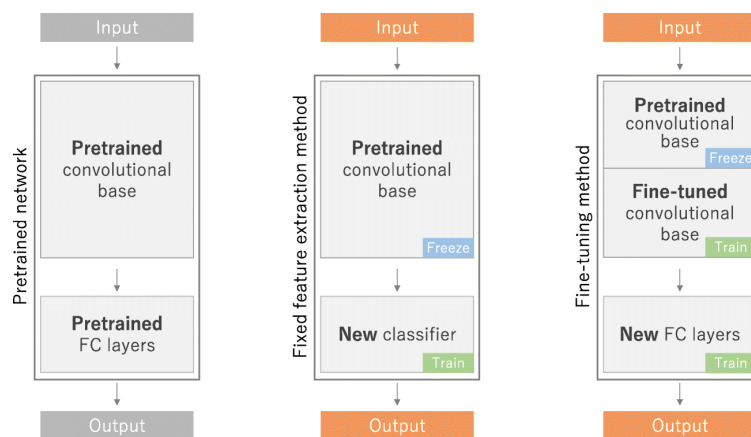 Input
Pretrained network
Pretrained
convolutional
base
Pretrained
FC layers
Output
Input
Fixed feature extraction method
Pretrained
convolutional
base
Freeze
New classifier
Train
Output
Input
Fine-tuning method
Pretrained
convolutional
base
Freeze
Fine-tuned
convolutional
base
Train
New FC layers
Train
Output